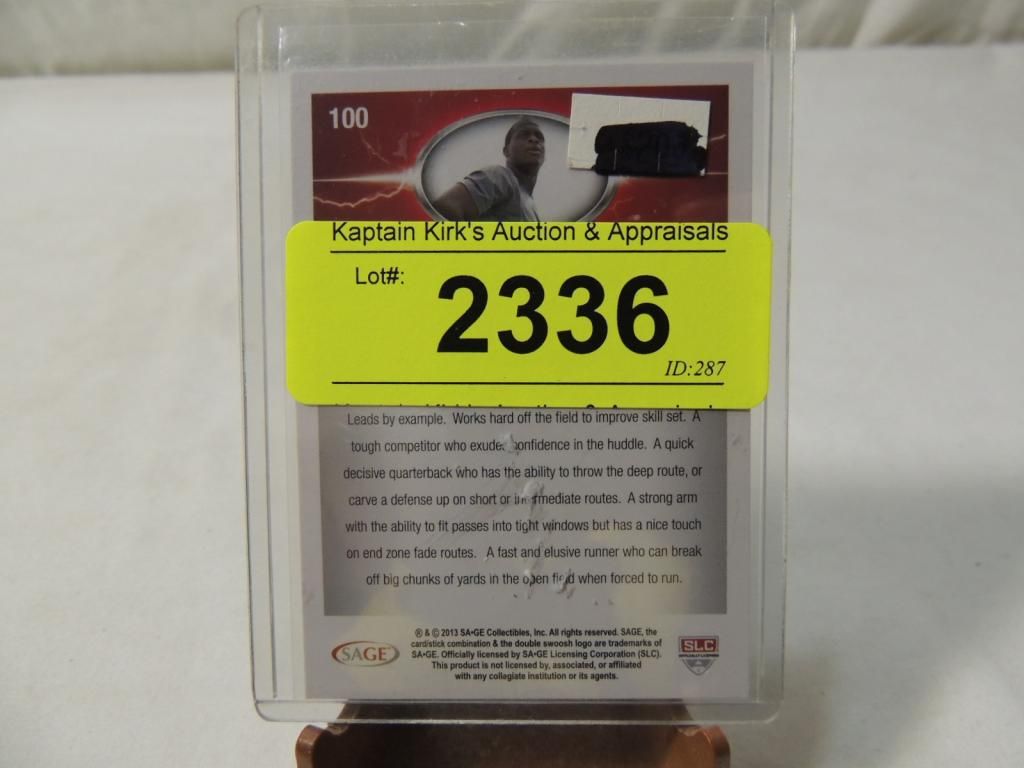 100
Kaptain Kirk's Auction & Appraisals
Lot#:
2336
ID:287
Leads by example. Works hard off the field to improve skill set. A
tough competitor who exudes confidence in the huddle. A quick
decisive quarterback who has the ability to throw the deep route, or
carve a defense up on short or intermediate routes. A strong arm
with the ability to fit passes into tight windows but has a nice touch
on end zone fade routes. A fast and elusive runner who can break
off big chunks of yards in the open field when forced to run.
® & © 2013 SA•GE Collectibles, Inc. All rights reserved. SAGE, the
card/stick combination & the double swoosh logo are trademarks of
SA•GE. Officially licensed by SA•GE Licensing Corporation (SLC).
This product is not licensed by, associated, or affiliated
with any collegiate institution or its agents.
SAGE
SLC
OFFICIALLY LICENSED